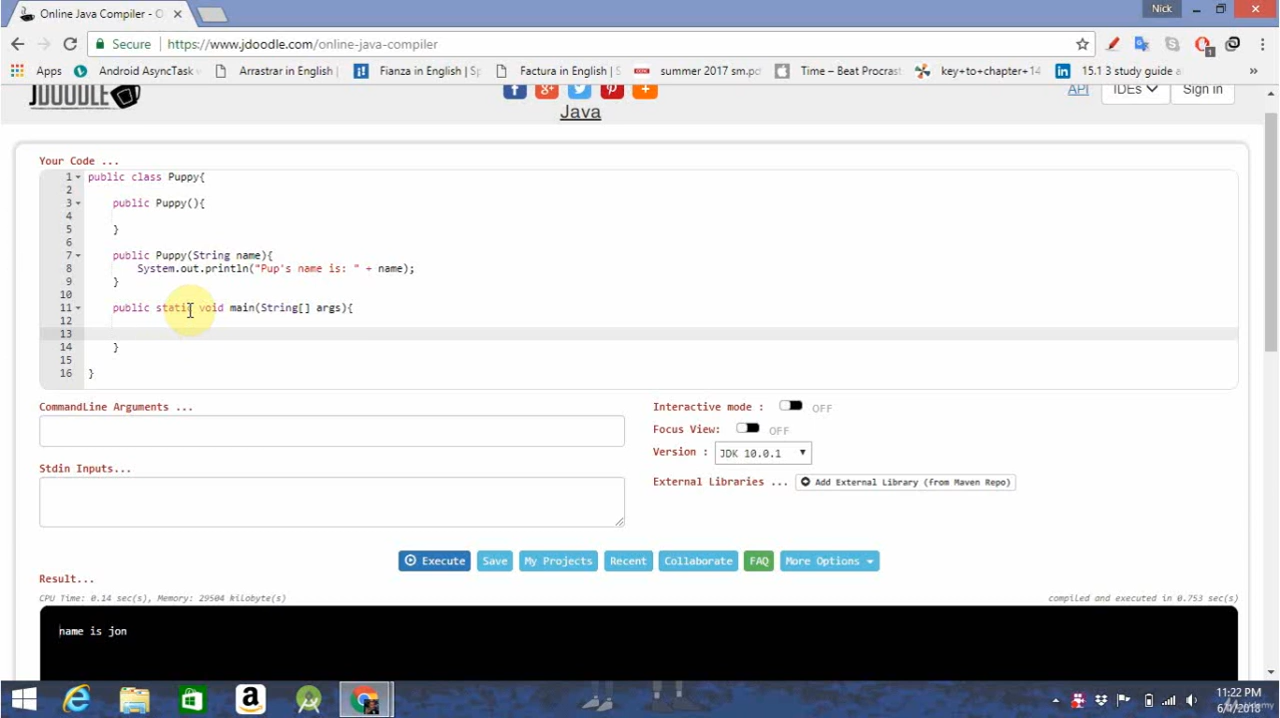 Online Java Compiler - O
Nick
Secure
https://www.jdoodle.com/online-java-compiler
1
Apps
Android AsyncTask
Arrastrar in English
Fianza in English | Sp
Factura in English | S
summer 2017 sm.pd
Time – Beat Procrast
key+to+chapter+14
15.1 3 study guide a
»
JDOODLE
Java
API
IDEs
Sign in
Your Code ...
1 public class Puppy{
2
3 public Puppy(){
4
5 }
6
7 public Puppy(String name){
8 System.out.println("Pup's name is: " + name);
9 }
10
11 public static void main(String[] args){
12
13
14 }
15
16 }
CommandLine Arguments ...
Interactive mode : OFF
Focus View: OFF
Version : JDK 10.0.1
Stdin Inputs...
External Libraries ... Add External Library (from Maven Repo)
Execute
Save
My Projects
Recent
Collaborate
FAQ
More Options
Result...
CPU Time: 0.14 sec(s), Memory: 29504 kilobyte(s)
compiled and executed in 0.753 sec(s)
name is jon
11:22 PM
6/4/2018